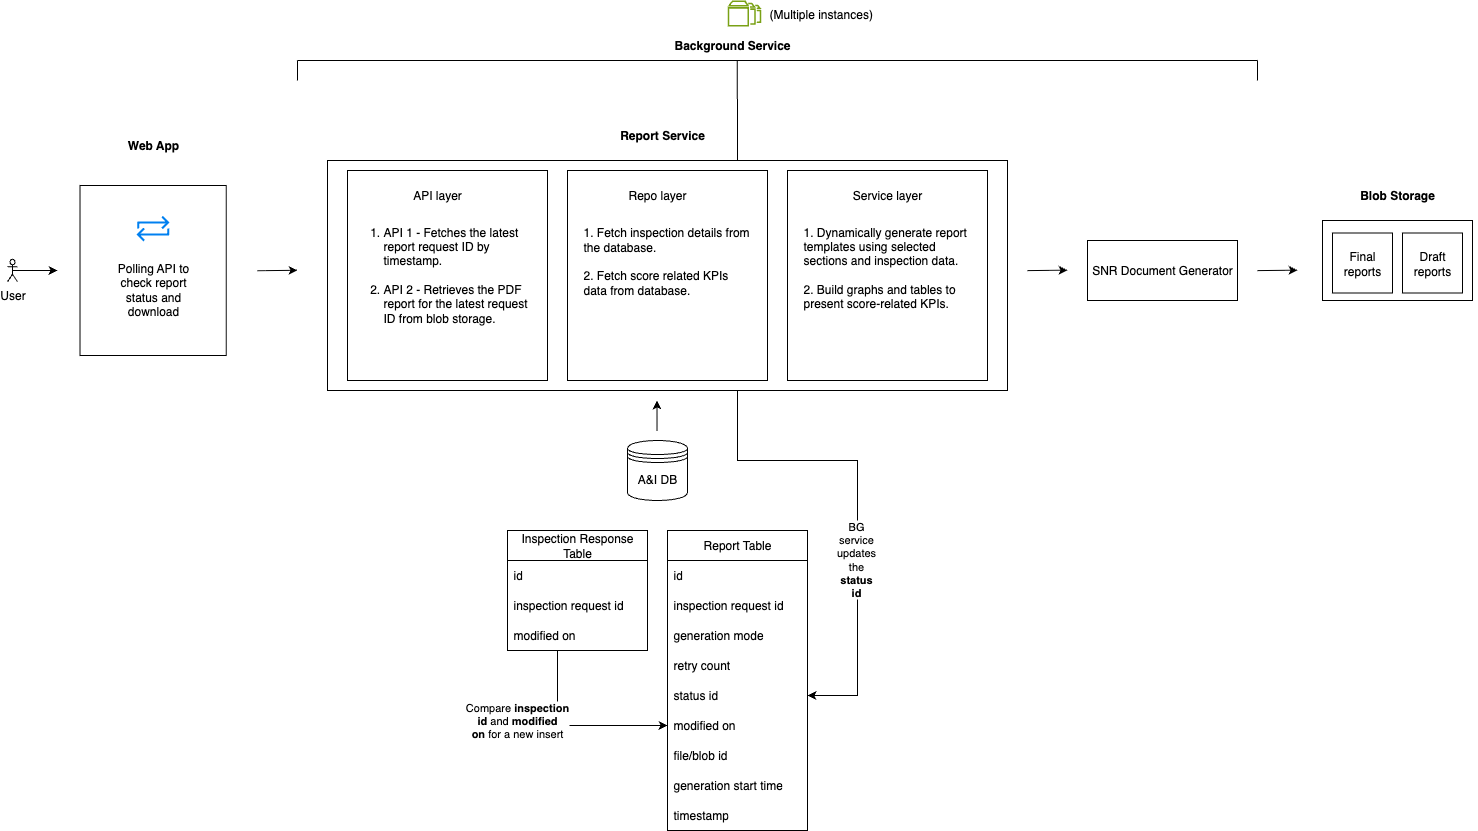 (Multiple instances)
Background Service
Report Service
Web App
Blob Storage
User
Polling API to
check report
status and
download
API layer
1. API 1 - Fetches the latest
report request ID by
timestamp.
2. API 2 - Retrieves the PDF
report for the latest request
ID from blob storage.
Repo layer
1. Fetch inspection details from
the database.
2. Fetch score related KPIs
data from database.
Service layer
1. Dynamically generate report
templates using selected
sections and inspection data.
2. Build graphs and tables to
present score-related KPIs.
SNR Document Generator
Final
reports
Draft
reports
A&I DB
BG
service
updates
the
status
id
Inspection Response
Table
id
inspection request id
modified on
Report Table
id
inspection request id
generation mode
retry count
status id
modified on
file/blob id
generation start time
timestamp
Compare inspection
id and modified
on for a new insert